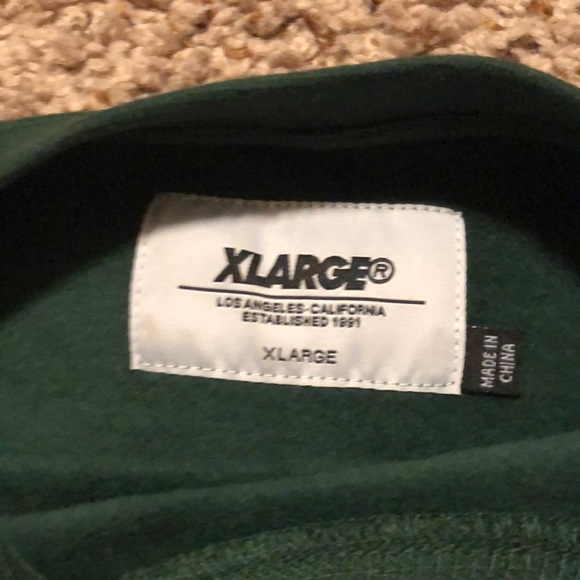 XLARGE®
LOS ANGELES-CALIFORNIA
ESTABLISHED 1991
XLARGE
MADE IN
CHINA